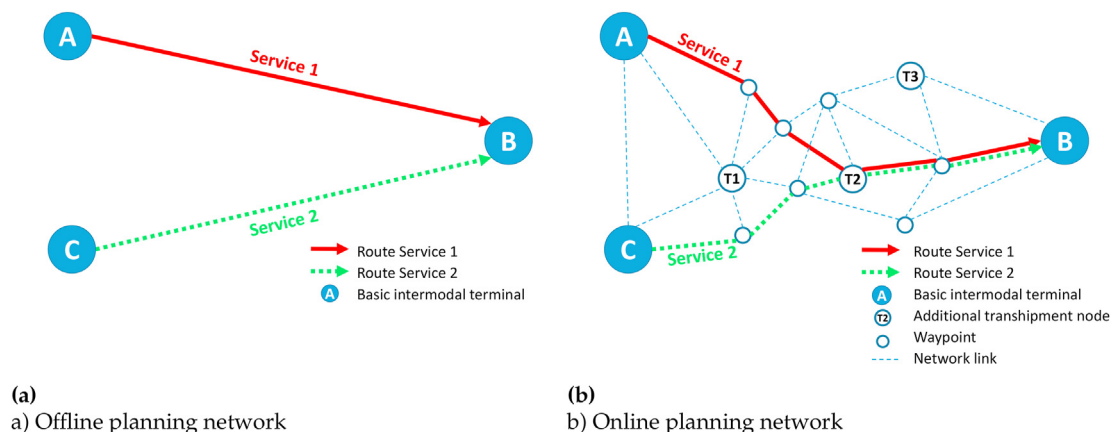 A
Service 1
B
Service 2
C
Route Service 1
Route Service 2
A Basic intermodal terminal
(a)
a) Offline planning network
A
Service 1
T3
B
T1
T2
C
Service 2
Route Service 1
Route Service 2
A Basic intermodal terminal
T2 Additional transhipment node
Waypoint
Network link
(b)
b) Online planning network